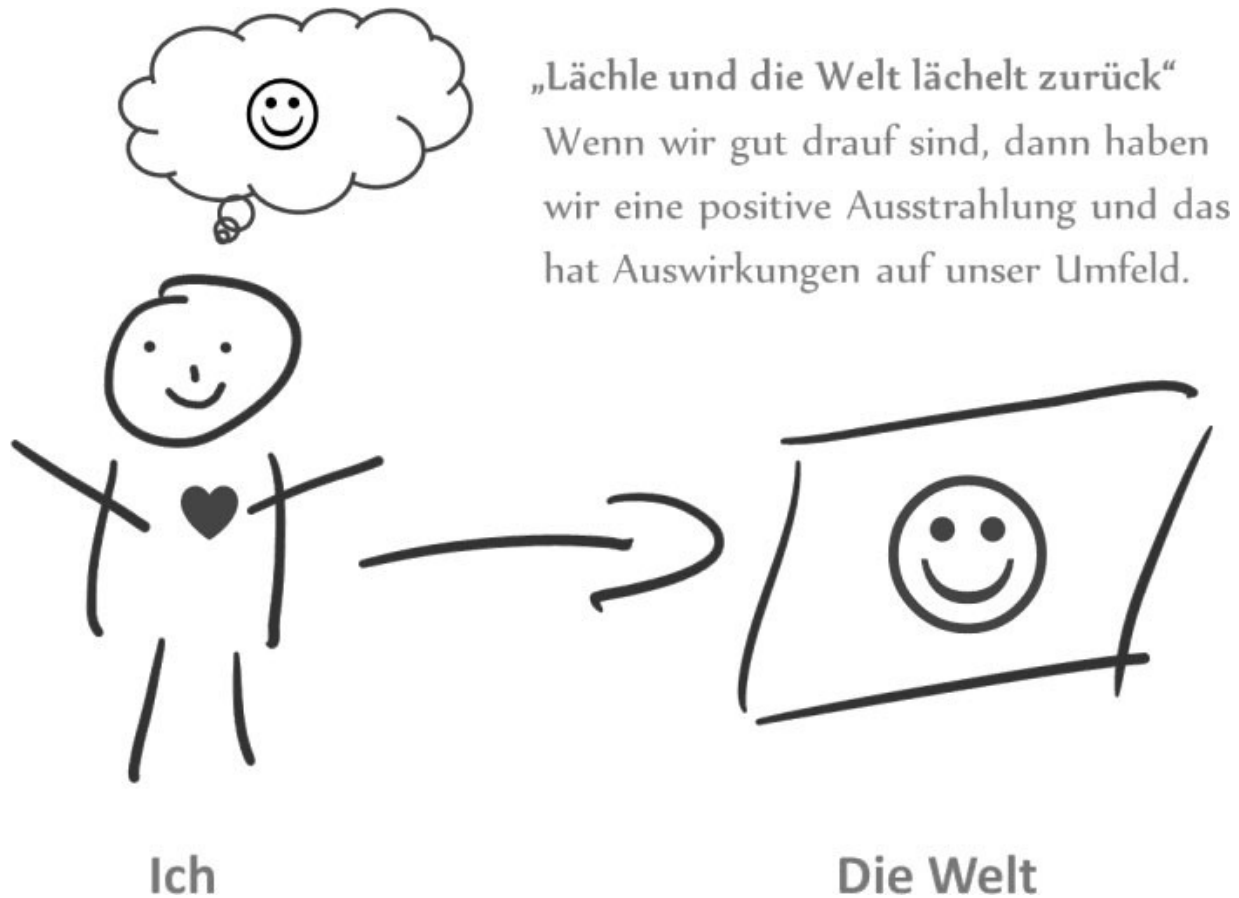 „Lächle und die Welt lächelt zurück“
Wenn wir gut drauf sind, dann haben
wir eine positive Ausstrahlung und das
hat Auswirkungen auf unser Umfeld.
Ich
Die Welt